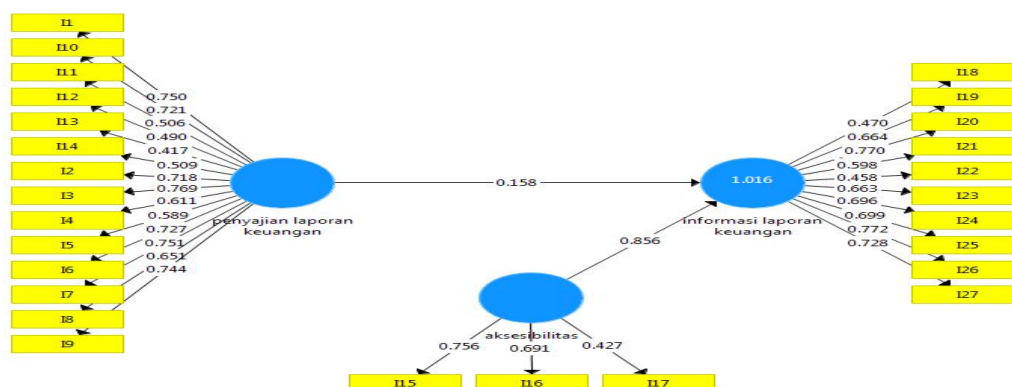 I1
I10
I11
I12
I13
I14
I2
I3
I4
I5
I6
I7
I8
I9
0.750
0.721
0.506
0.490
0.417
0.509
0.718
0.769
0.611
0.589
0.727
0.751
0.651
0.744
penyajian laporan
keuangan
0.158
1.016
informasi laporan
keuangan
0.856
aksesibilitas
0.756
0.691
0.427
I15
I16
I17
0.470
0.664
0.770
0.598
0.458
0.663
0.696
0.699
0.772
0.728
I18
I19
I20
I21
I22
I23
I24
I25
I26
I27